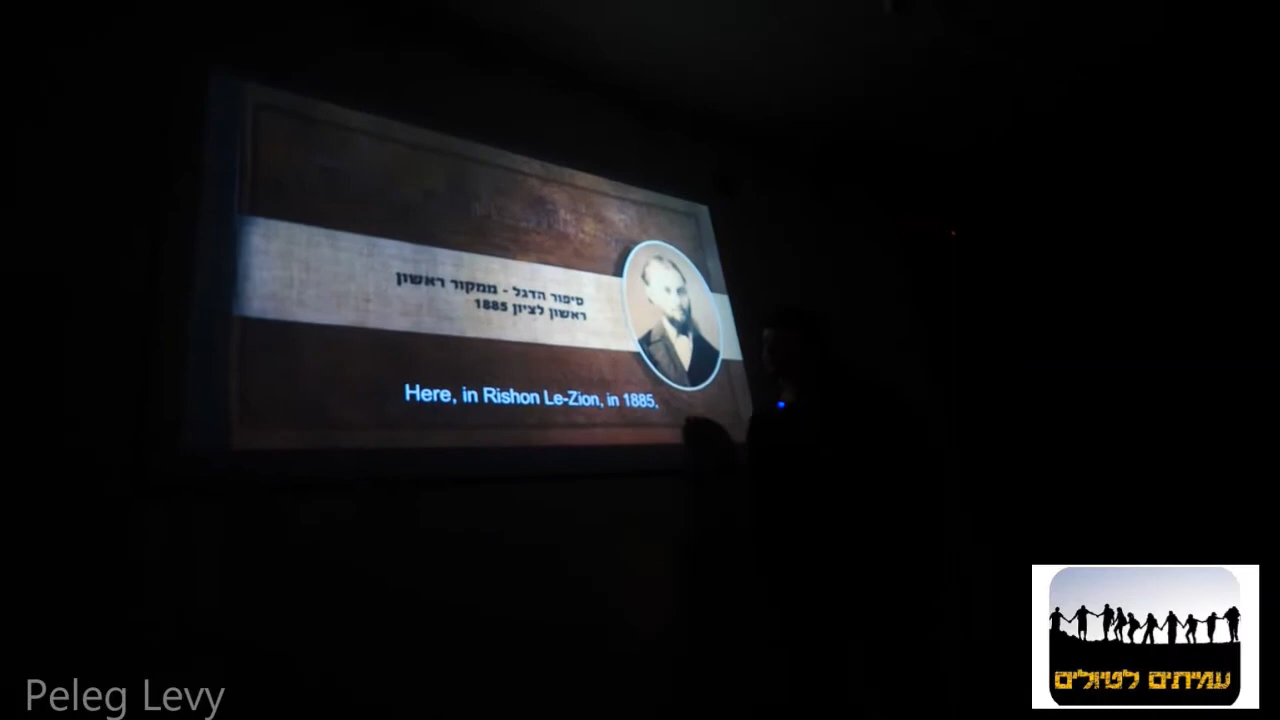 סיפור הדגל - ממקור ראשון
ראשון לציון 1885
Here, in Rishon Le-Zion, in 1885,
Peleg Levy
עמיתים לטיולים